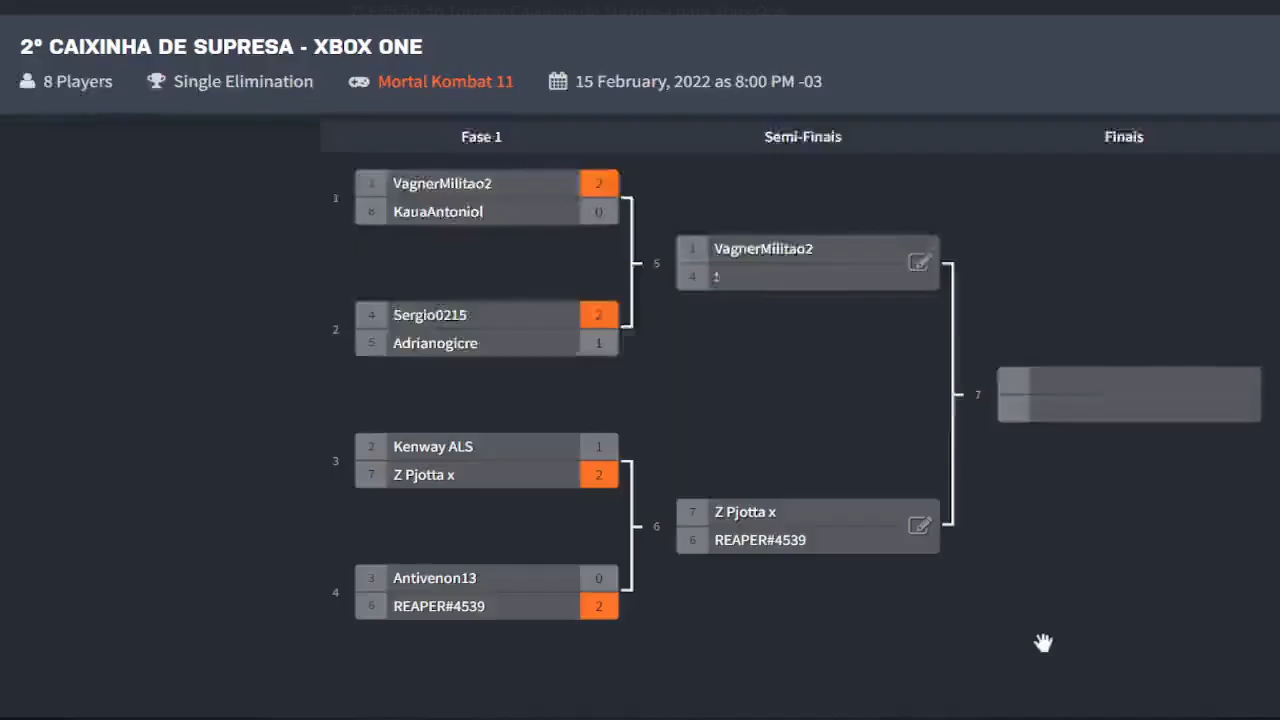 2º CAIXINHA DE SUPRESA - XBOX ONE
8 Players Single Elimination Mortal Kombat 11 15 February, 2022 as 8:00 PM -03
Fase 1 Semi-Finais Finais
1
1 VagnerMilitao2 2
8 KauaAntoniol 0
2
4 Sergio0215 2
5 Adrianogicre 1
3
2 Kenway ALS 1
7 Z Pjotta x 2
4
3 Antivenon13 0
6 REAPER#4539 2
5
1 VagnerMilitao2
4
6
7 Z Pjotta x
6 REAPER#4539
7